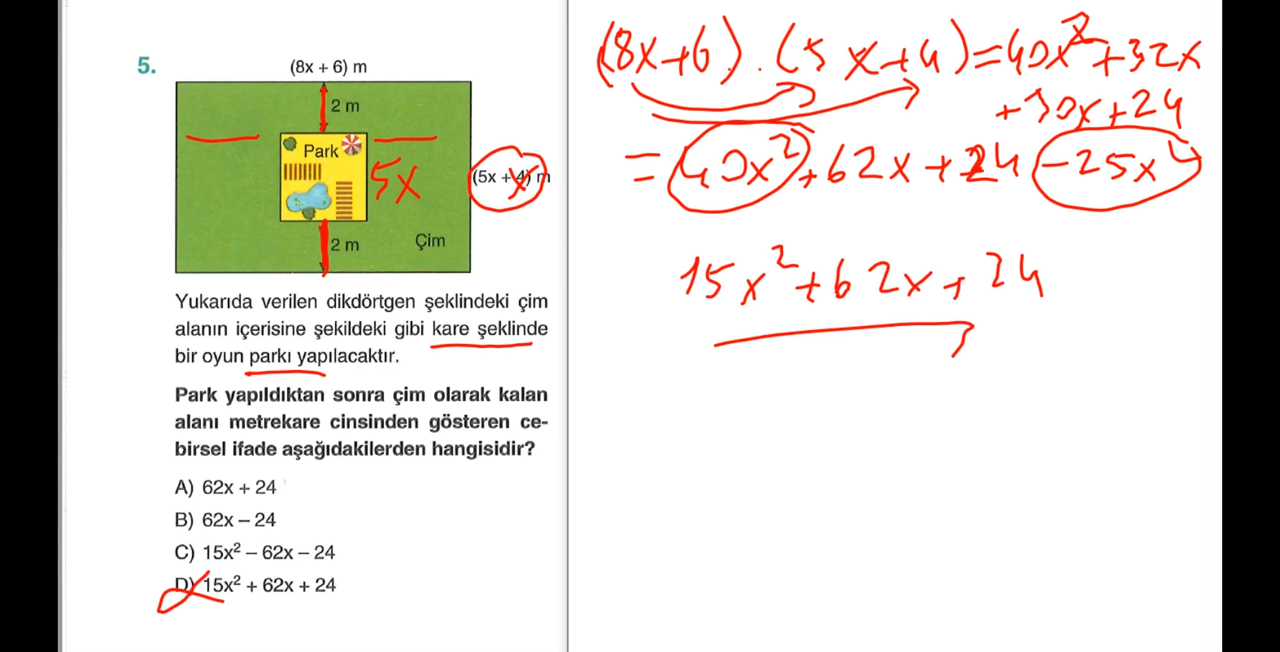 5.
(8x + 6) m
2 m
Park
5x
(5x + 4) m
2 m
Çim
Yukarıda verilen dikdörtgen şeklindeki çim
alanın içerisine şekildeki gibi kare şeklinde
bir oyun parkı yapılacaktır.
Park yapıldıktan sonra çim olarak kalan
alanı metrekare cinsinden gösteren ce-
birsel ifade aşağıdakilerden hangisidir?
A) 62x + 24
B) 62x – 24
C) 15x² – 62x – 24
D) 15x² + 62x + 24
(8x+6).(5x+4)=40x²+32x
+30x+24
=40x²+62x+24-25x²
15x²+62x+24